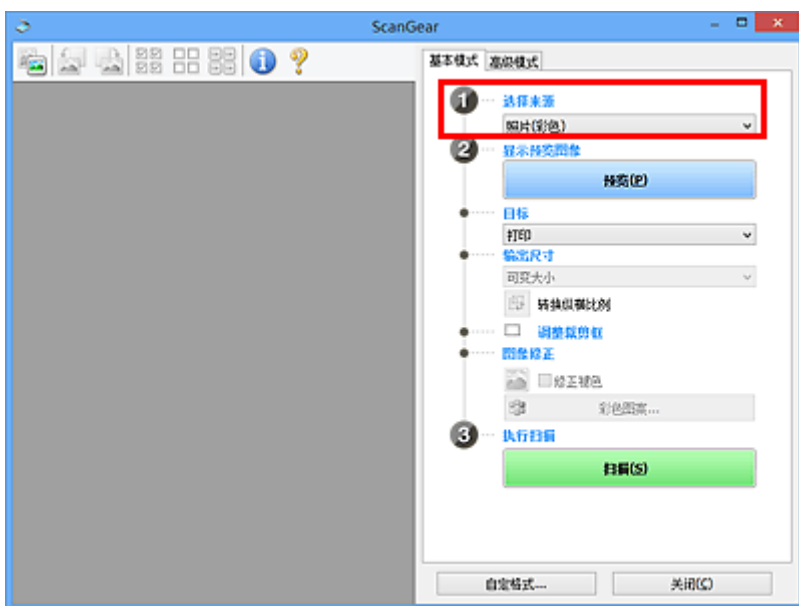 ScanGear
基本模式 高级模式
1 选择来源
照片(彩色)
2 显示预览图像
预览(P)
目标
打印
输出尺寸
可变大小
转换纵横比例
调整裁剪框
图像修正
修正褪色
彩色图案...
3 执行扫描
扫描(S)
自定格式... 关闭(C)